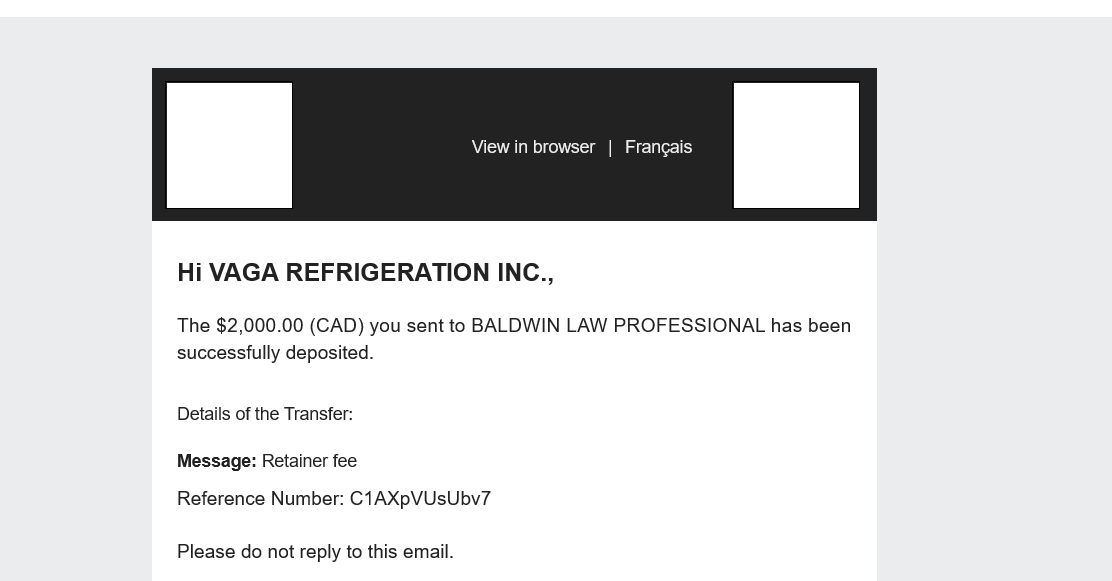 View in browser | Français
Hi VAGA REFRIGERATION INC.,
The $2,000.00 (CAD) you sent to BALDWIN LAW PROFESSIONAL has been
successfully deposited.
Details of the Transfer:
Message: Retainer fee
Reference Number: C1AXpVUsUbv7
Please do not reply to this email.